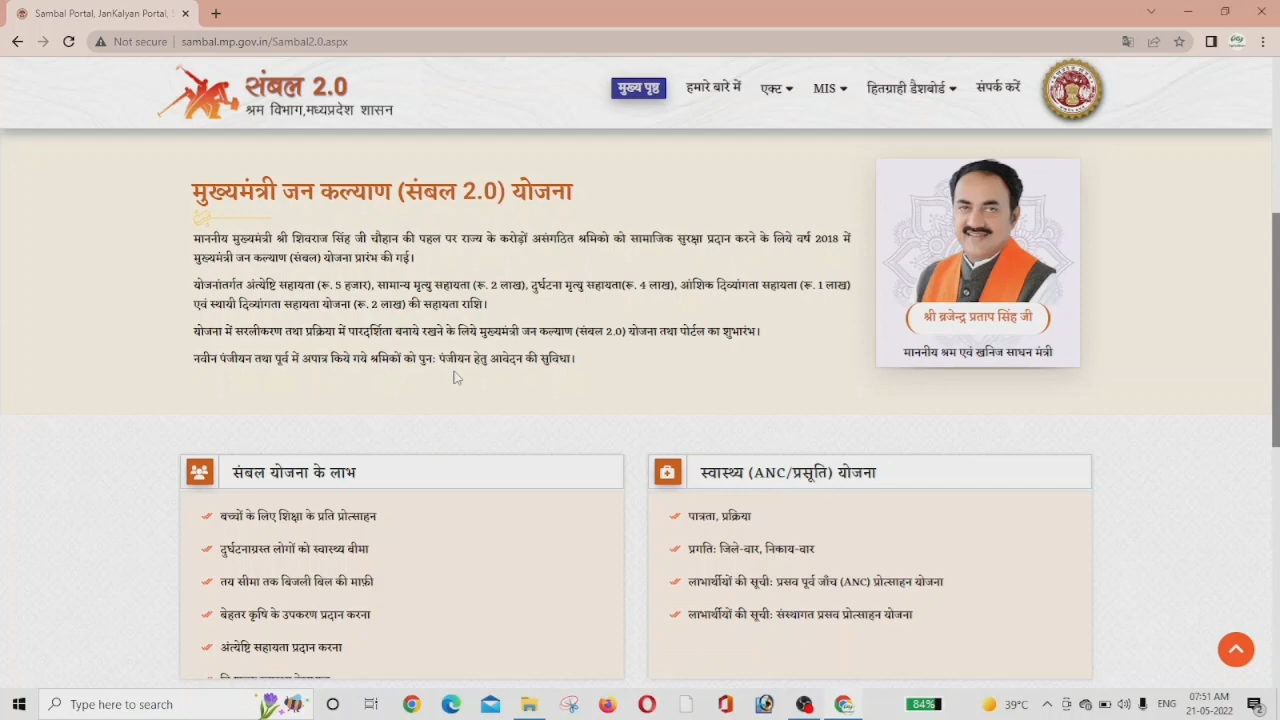 Sambal Portal, JanKalyan Portal,
Not secure
sambal.mp.gov.in/Sambal2.0.aspx
संबल 2.0
श्रम विभाग,मध्यप्रदेश शासन
मुख्य पृष्ठ
हमारे बारे में
एक्ट
MIS
हितग्राही डैशबोर्ड
संपर्क करें
मुख्यमंत्री जन कल्याण (संबल 2.0) योजना
माननीय मुख्यमंत्री श्री शिवराज सिंह जी चौहान की पहल पर राज्य के करोड़ों असंगठित श्रमिको को सामाजिक सुरक्षा प्रदान करने के लिये वर्ष 2018 में
मुख्यमंत्री जन कल्याण (संबल) योजना प्रारंभ की गई।
योजनांतर्गत अंत्येष्टि सहायता (रू. 5 हजार), सामान्य मृत्यु सहायता (रू. 2 लाख), दुर्घटना मृत्यु सहायता(रू. 4 लाख), आंशिक दिव्यांगता सहायता (रू. 1 लाख)
एवं स्थायी दिव्यांगता सहायता योजना (रू. 2 लाख) की सहायता राशि।
योजना में सरलीकरण तथा प्रक्रिया में पारदर्शिता बनाये रखने के लिये मुख्यमंत्री जन कल्याण (संबल 2.0) योजना तथा पोर्टल का शुभारंभ।
नवीन पंजीयन तथा पूर्व में अपात्र किये गये श्रमिकों को पुनः पंजीयन हेतु आवेदन की सुविधा।
श्री ब्रजेन्द्र प्रताप सिंह जी
माननीय श्रम एवं खनिज साधन मंत्री
संबल योजना के लाभ
बच्चों के लिए शिक्षा के प्रति प्रोत्साहन
दुर्घटनाग्रस्त लोगों को स्वास्थ्य बीमा
तय सीमा तक बिजली बिल की माफ़ी
बेहतर कृषि के उपकरण प्रदान करना
अंत्येष्टि सहायता प्रदान करना
स्वास्थ्य (ANC/प्रसूति) योजना
पात्रता, प्रक्रिया
प्रगति: जिले-वार, निकाय-वार
लाभार्थीयों की सूची: प्रसव पूर्व जाँच (ANC) प्रोत्साहन योजना
लाभार्थीयों की सूची: संस्थागत प्रसव प्रोत्साहन योजना
Type here to search
84%
39°C
ENG
07:51 AM
21-05-2022
2